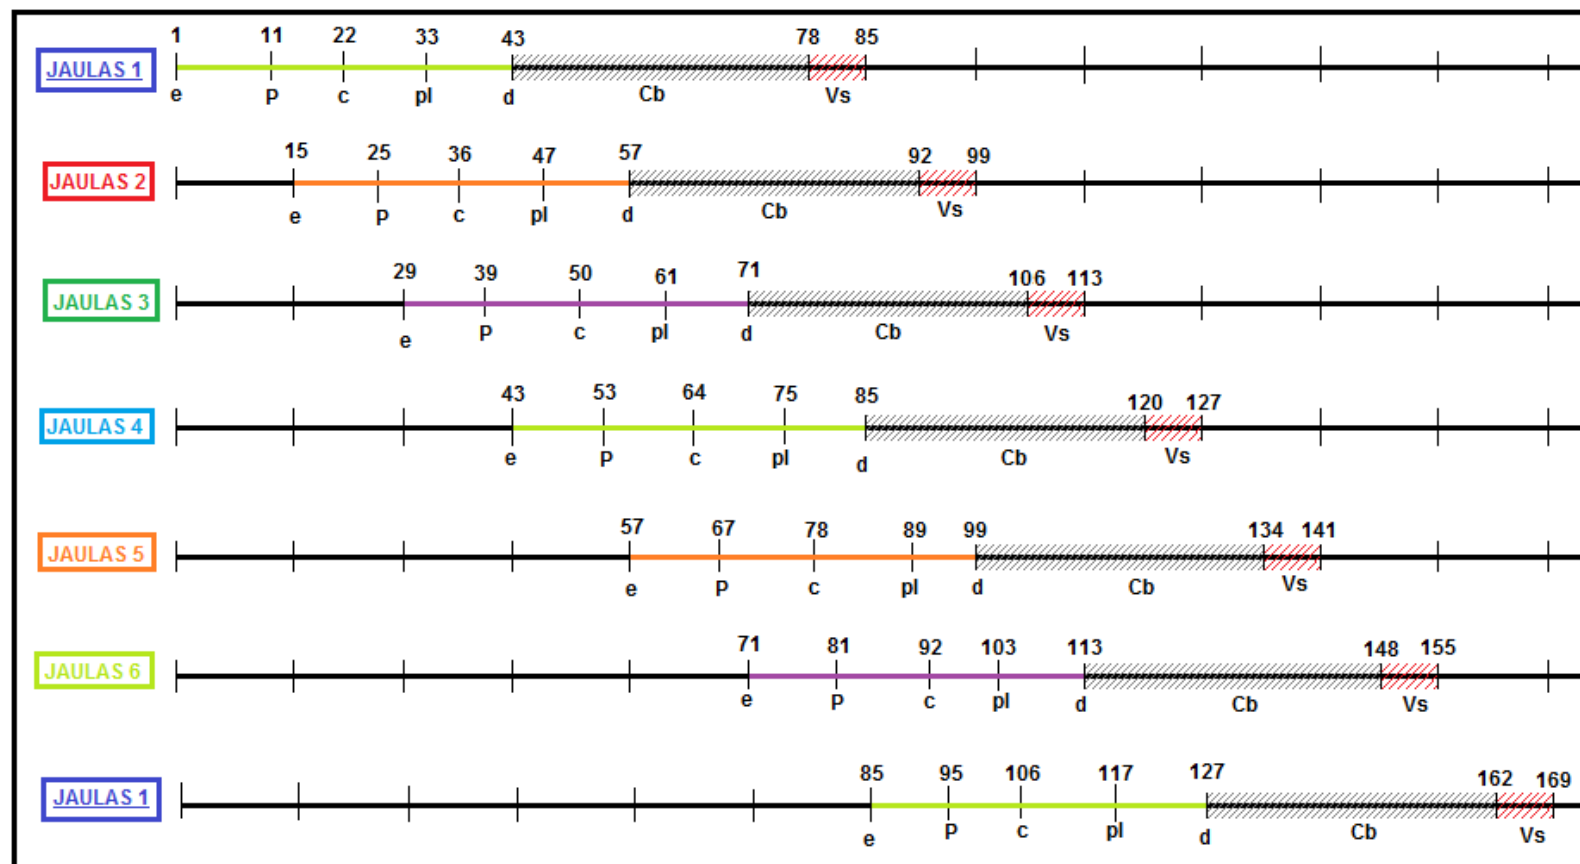 1 11 22 33 43 78 85
JAULAS 1
e P c pl d Cb Vs
15 25 36 47 57 92 99
JAULAS 2
e P c pl d Cb Vs
29 39 50 61 71 106 113
JAULAS 3
e P c pl d Cb Vs
43 53 64 75 85 120 127
JAULAS 4
e P c pl d Cb Vs
57 67 78 89 99 134 141
JAULAS 5
e P c pl d Cb Vs
71 81 92 103 113 148 155
JAULAS 6
e P c pl d Cb Vs
85 95 106 117 127 162 169
JAULAS 1
e P c pl d Cb Vs